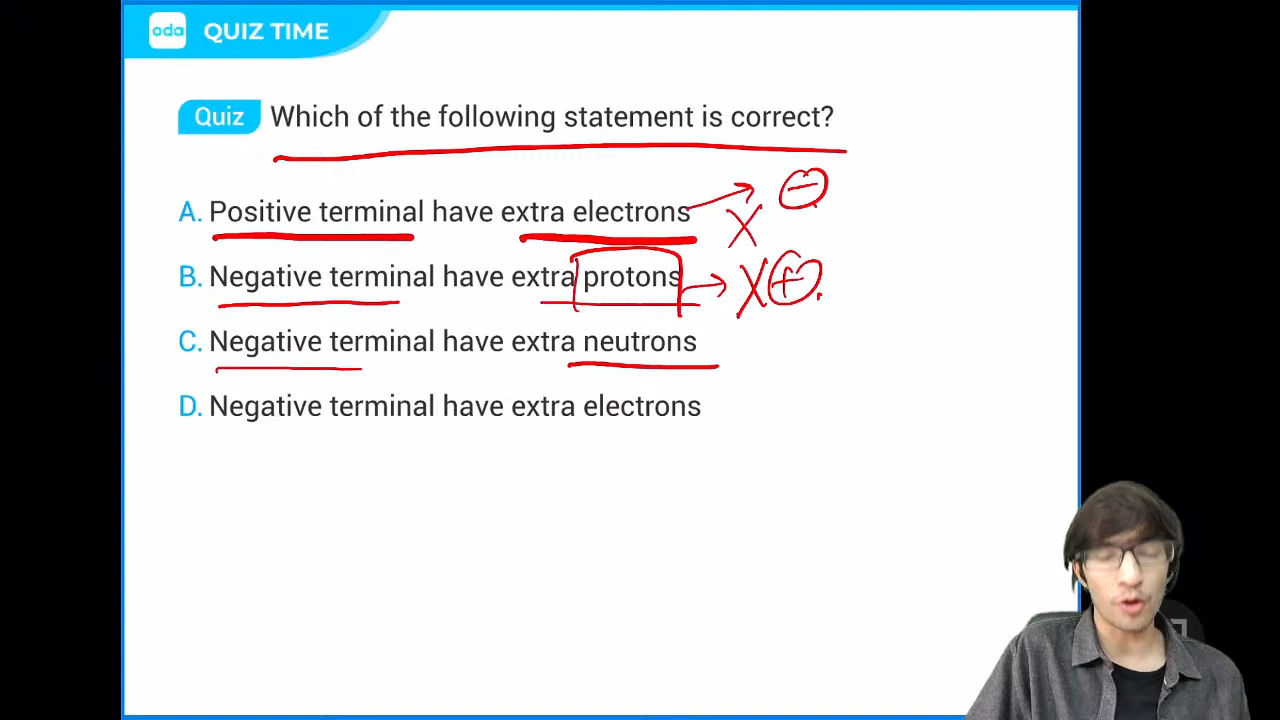 oda QUIZ TIME
Quiz Which of the following statement is correct?
A. Positive terminal have extra electrons
X −
B. Negative terminal have extra protons
X +
C. Negative terminal have extra neutrons
D. Negative terminal have extra electrons